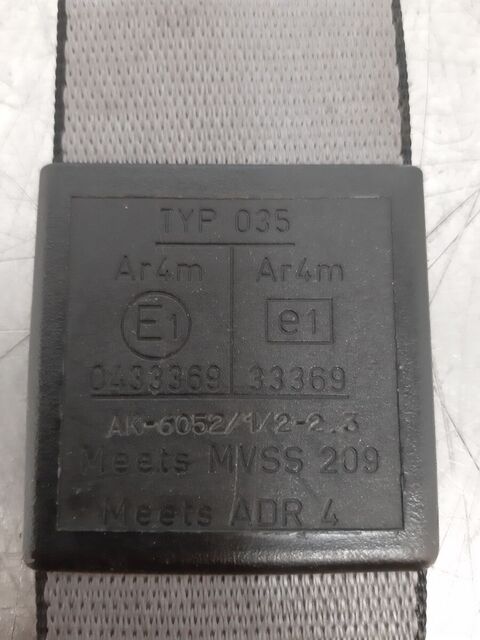 TYP 035
Ar4m Ar4m
E1 e1
0433369 33369
AK-6052/1/2-2.3
Meets MVSS 209
Meets ADR 4